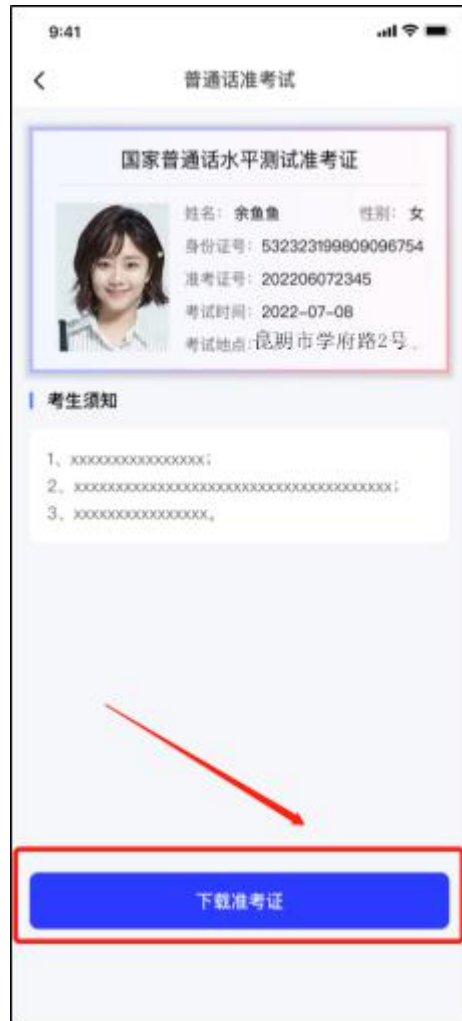 9:41
普通话准考试
国家普通话水平测试准考证
姓名: 余鱼鱼 性别: 女
身份证号: 532323199809096754
准考证号: 202206072345
考试时间: 2022-07-08
考试地点:昆明市学府路2号
考生须知
1、xxxxxxxxxxxxxxxxx;
2、xxxxxxxxxxxxxxxxxxxxxxxxxxxxxxxxxxxxxxxx;
3、xxxxxxxxxxxxxxxxx。
下载准考证